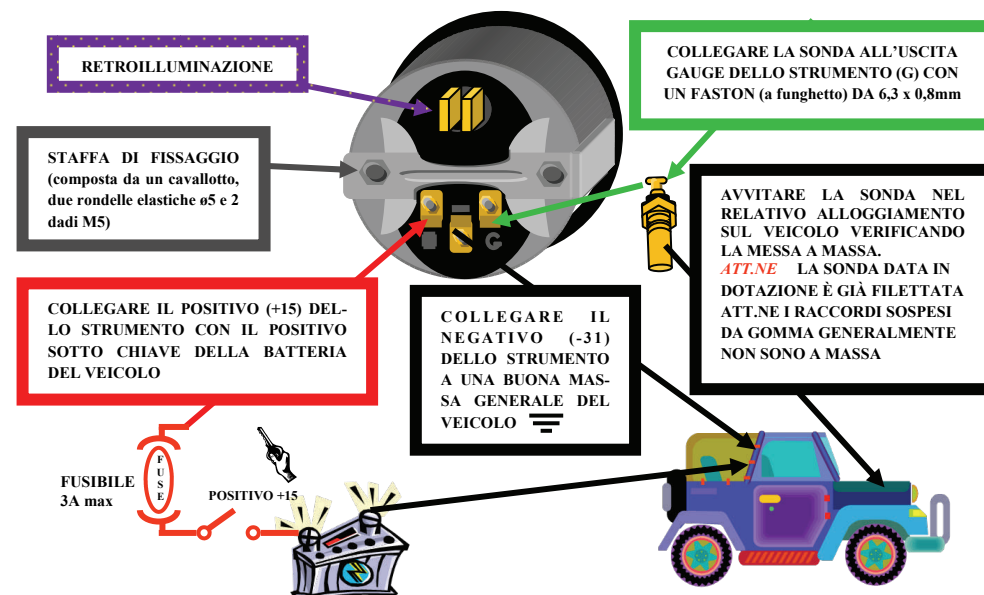 RETROILLUMINAZIONE
COLLEGARE LA SONDA ALL'USCITA
GAUGE DELLO STRUMENTO (G) CON
UN FASTON (a funghetto) DA 6,3 x 0,8mm
STAFFA DI FISSAGGIO
(composta da un cavallotto,
due rondelle elastiche ø5 e 2
dadi M5)
G
AVVITARE LA SONDA NEL
RELATIVO ALLOGGIAMENTO
SUL VEICOLO VERIFICANDO
LA MESSA A MASSA.
ATT.NE LA SONDA DATA IN
DOTAZIONE È GIÀ FILETTATA
ATT.NE I RACCORDI SOSPESI
DA GOMMA GENERALMENTE
NON SONO A MASSA
COLLEGARE IL POSITIVO (+15) DEL-
LO STRUMENTO CON IL POSITIVO
SOTTO CHIAVE DELLA BATTERIA
DEL VEICOLO
COLLEGARE IL
NEGATIVO (-31)
DELLO STRUMENTO
A UNA BUONA MAS-
SA GENERALE DEL
VEICOLO
FUSIBILE
3A max
FUSE
POSITIVO +15